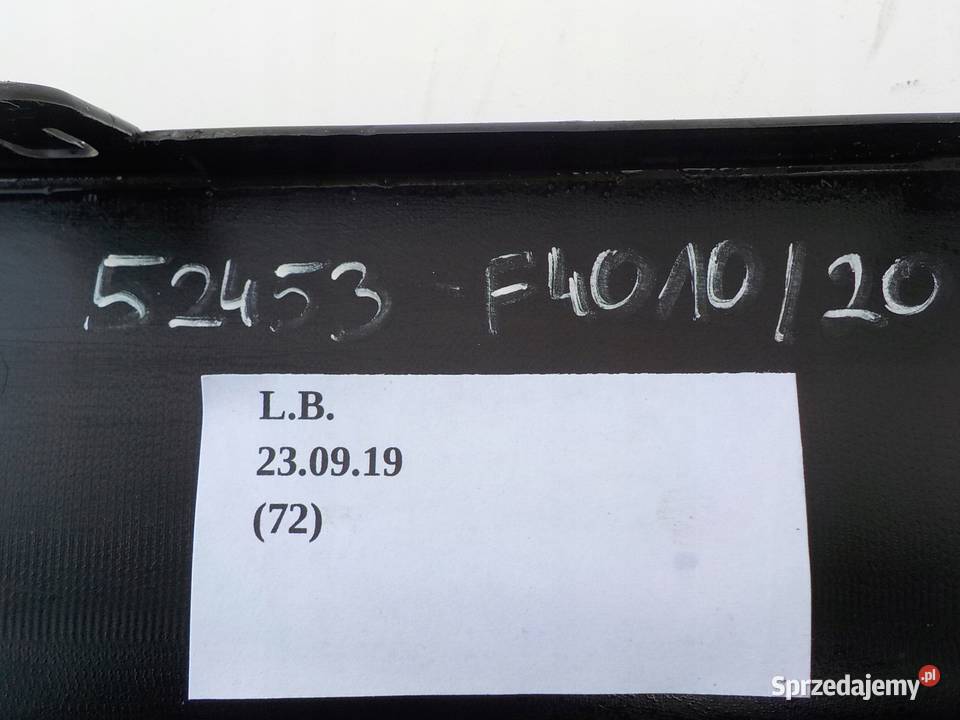 52453-F4010/20
L.B.
23.09.19
(72)
Sprzedajemy.pl